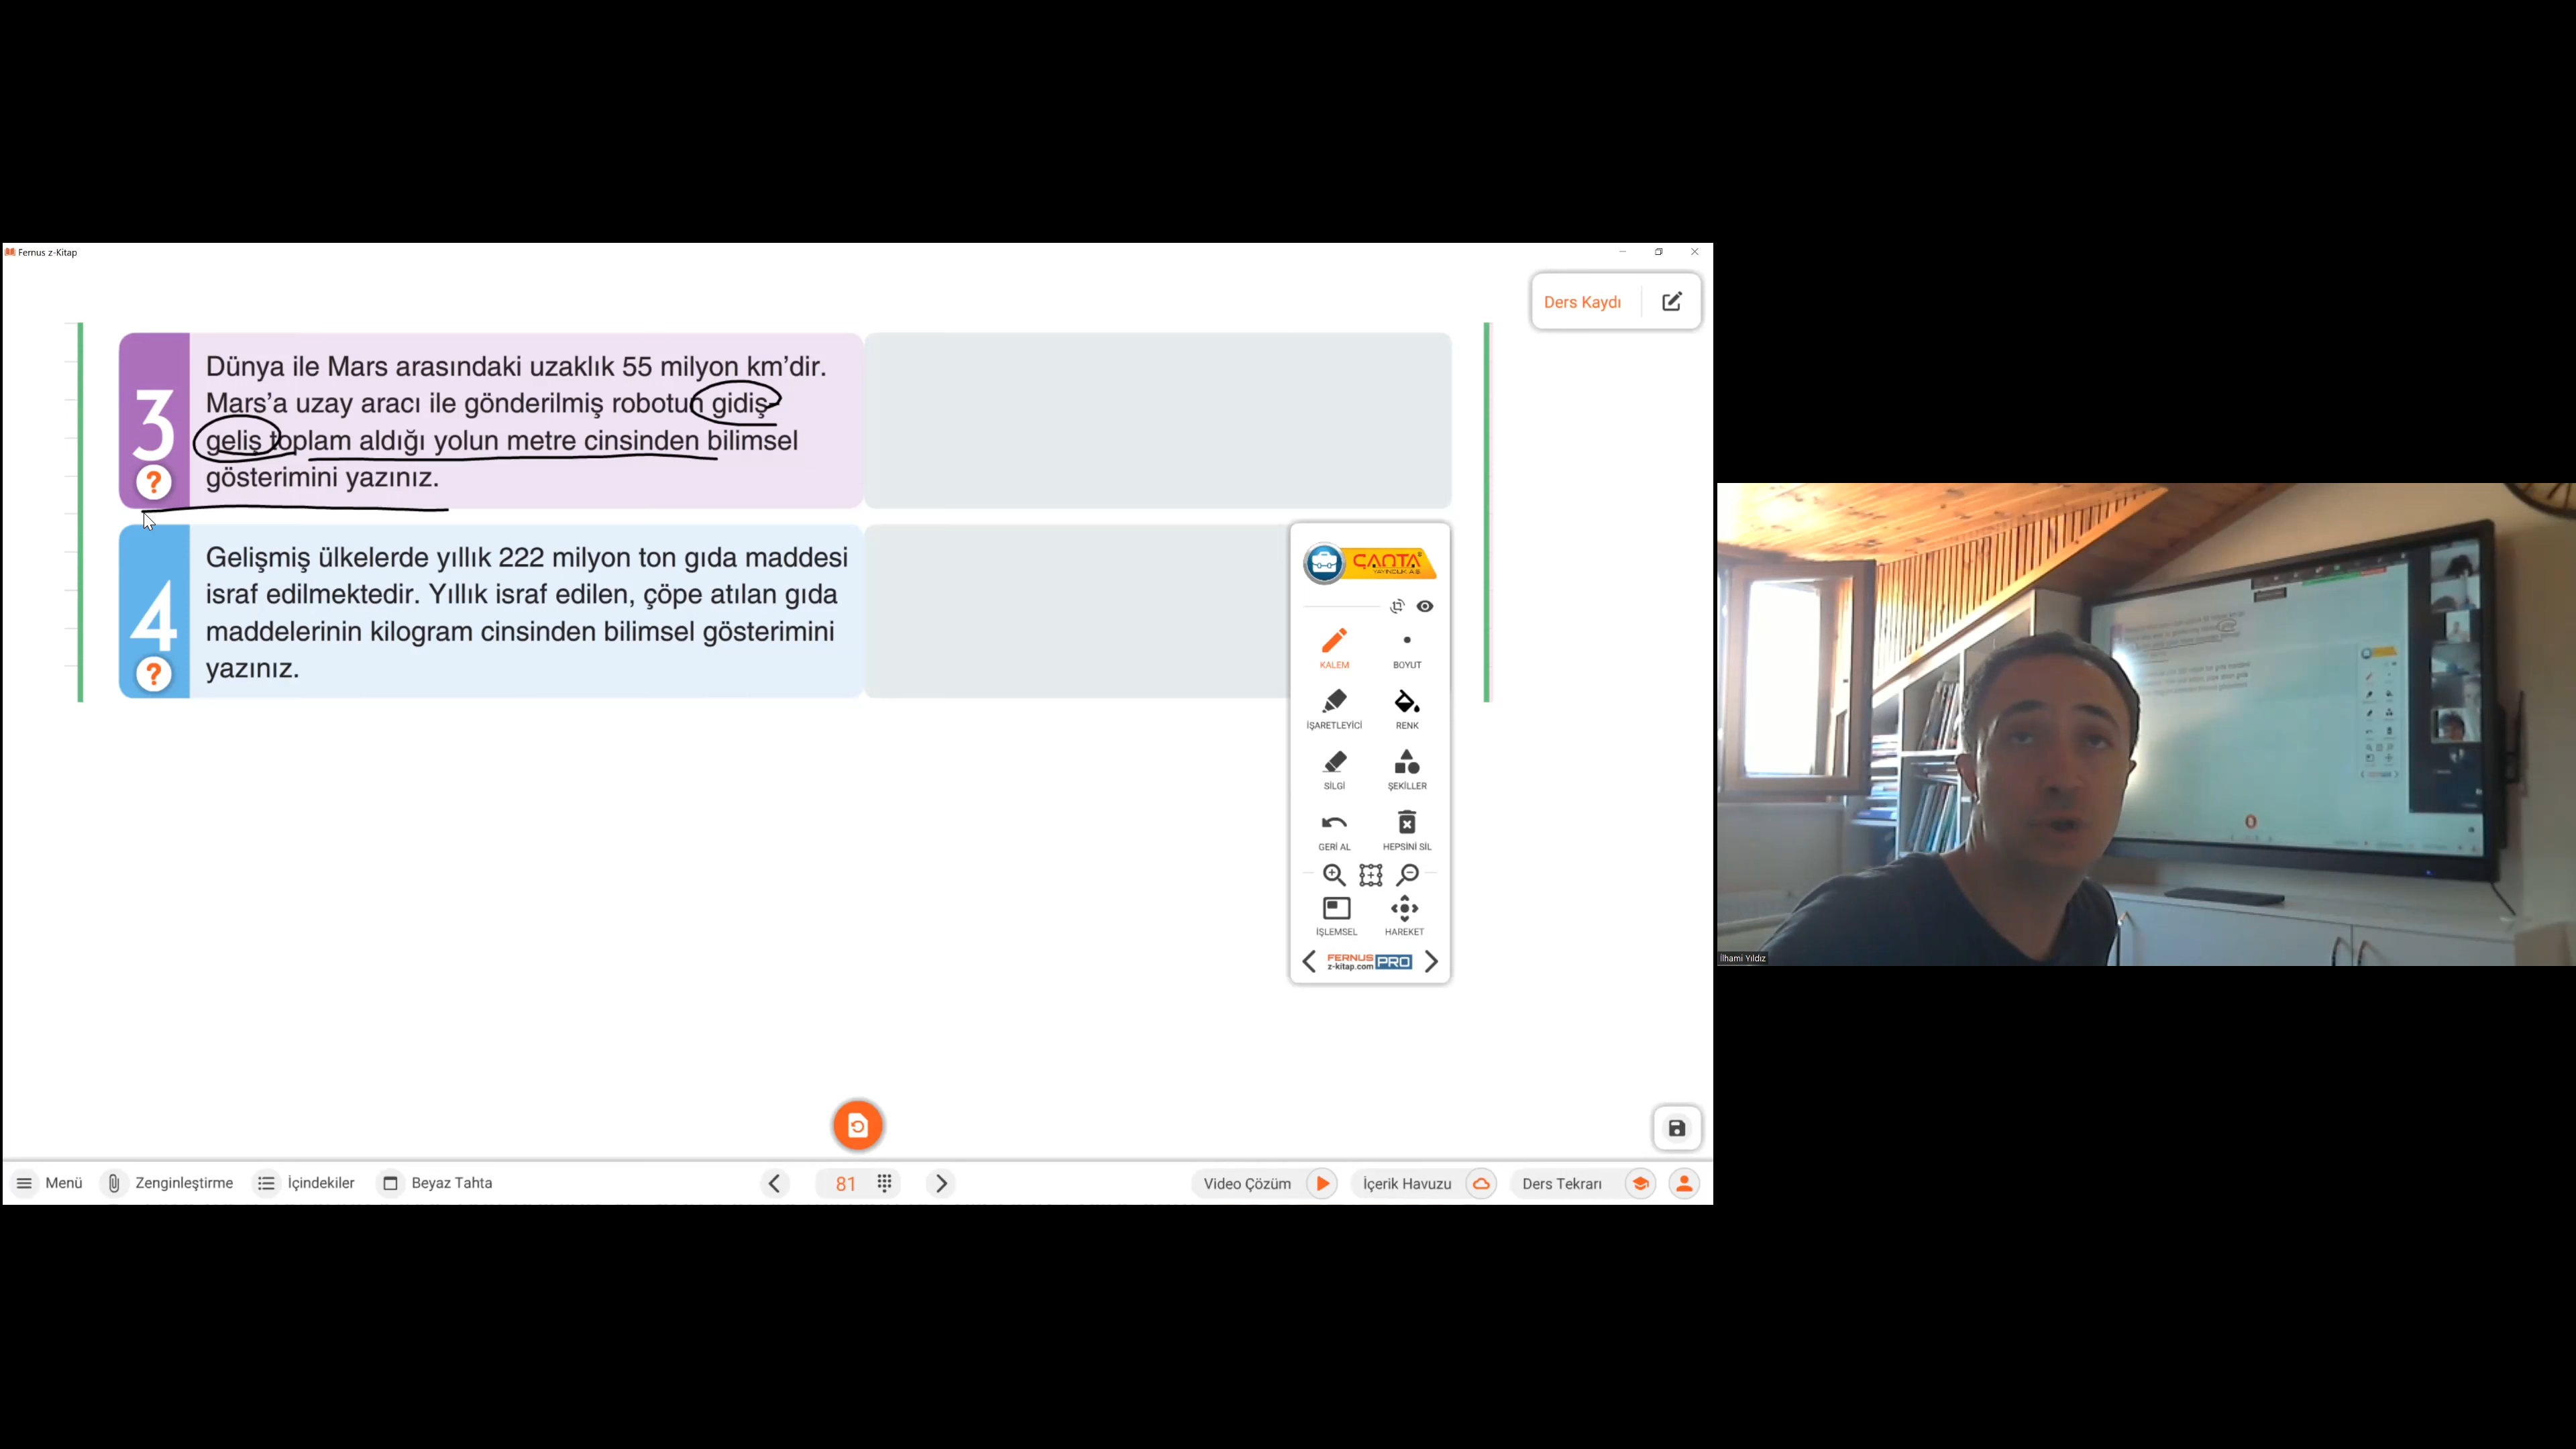 Fernus z-Kitap
Ders Kaydı
3
Dünya ile Mars arasındaki uzaklık 55 milyon km’dir.
Mars’a uzay aracı ile gönderilmiş robotun gidiş-
geliş toplam aldığı yolun metre cinsinden bilimsel
gösterimini yazınız.
?
4
Gelişmiş ülkelerde yıllık 222 milyon ton gıda maddesi
israf edilmektedir. Yıllık israf edilen, çöpe atılan gıda
maddelerinin kilogram cinsinden bilimsel gösterimini
yazınız.
?
ÇANTA
YAYINCILIK A.Ş.
KALEM
BOYUT
İŞARETLEYİCİ
RENK
SİLGİ
ŞEKİLLER
GERİ AL
HEPSİNİ SİL
İŞLEMSEL
HAREKET
FERNUS
z-kitap.com PRO
İlhami Yıldız
Menü
Zenginleştirme
İçindekiler
Beyaz Tahta
81
Video Çözüm
İçerik Havuzu
Ders Tekrarı